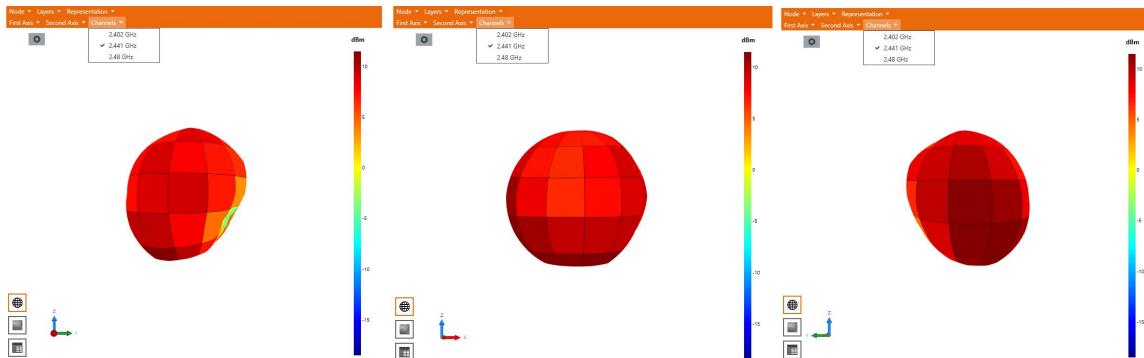 Node Layers Representation
First Axis Second Axis Channels
2.402 GHz
2.441 GHz
2.48 GHz
dBm
10
5
0
-5
-10
-15
Z
Y
Node Layers Representation
First Axis Second Axis Channels
2.402 GHz
2.441 GHz
2.48 GHz
dBm
10
5
0
-5
-10
-15
Z
X
Node Layers Representation
First Axis Second Axis Channels
2.402 GHz
2.441 GHz
2.48 GHz
dBm
10
5
0
-5
-10
-15
Z
Y